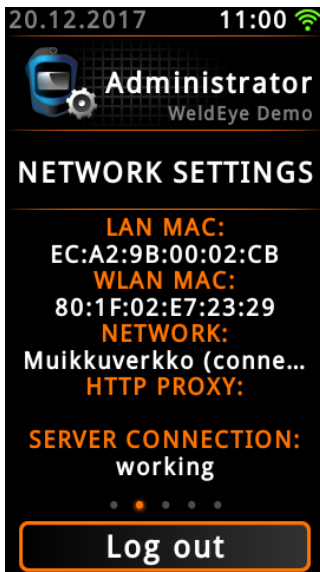 20.12.2017 11:00
Administrator
WeldEye Demo
NETWORK SETTINGS
LAN MAC:
EC:A2:9B:00:02:CB
WLAN MAC:
80:1F:02:E7:23:29
NETWORK:
Muikkuverkko (conne...
HTTP PROXY:
SERVER CONNECTION:
working
Log out